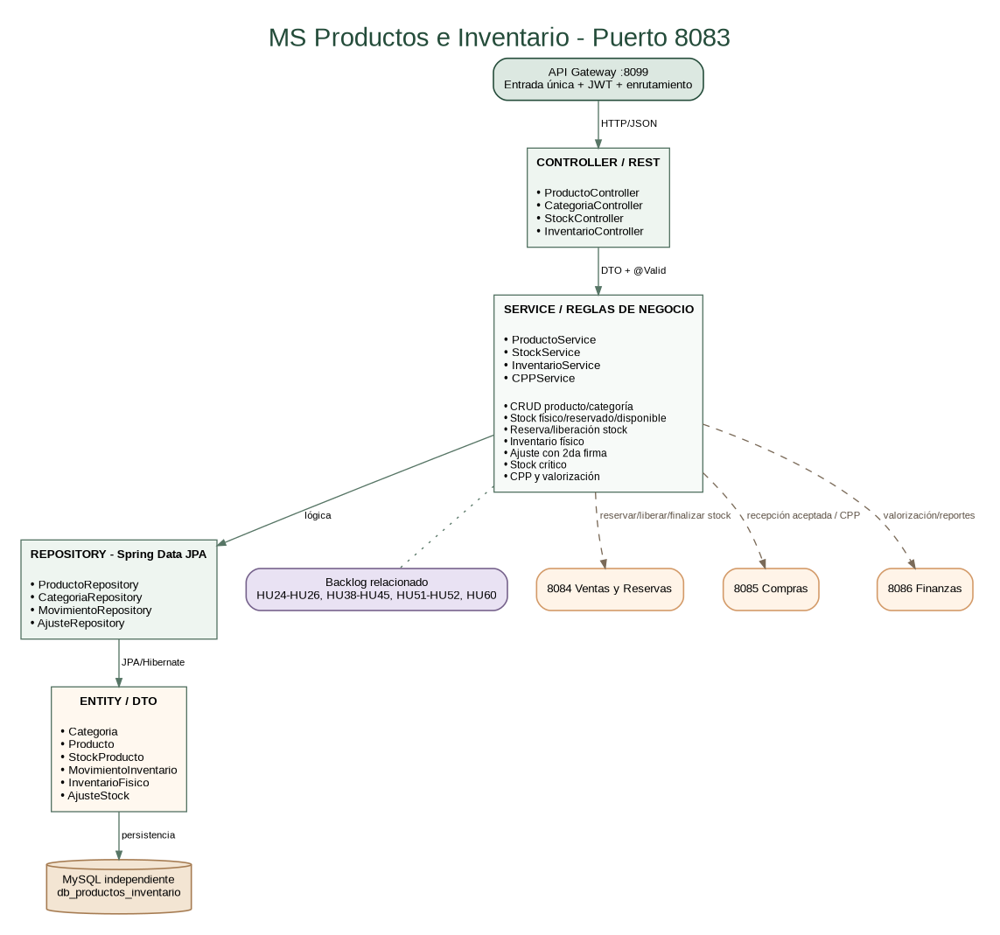 MS Productos e Inventario - Puerto 8083
API Gateway :8099
Entrada única + JWT + enrutamiento
HTTP/JSON
CONTROLLER / REST
• ProductoController
• CategoriaController
• StockController
• InventarioController
DTO + @Valid
SERVICE / REGLAS DE NEGOCIO
• ProductoService
• StockService
• InventarioService
• CPPService
• CRUD producto/categoría
• Stock físico/reservado/disponible
• Reserva/liberación stock
• Inventario físico
• Ajuste con 2da firma
• Stock crítico
• CPP y valorización
lógica
reservar/liberar/finalizar stock
recepción aceptada / CPP
valorización/reportes
REPOSITORY - Spring Data JPA
• ProductoRepository
• CategoriaRepository
• MovimientoRepository
• AjusteRepository
Backlog relacionado
HU24-HU26, HU38-HU45, HU51-HU52, HU60
8084 Ventas y Reservas
8085 Compras
8086 Finanzas
JPA/Hibernate
ENTITY / DTO
• Categoria
• Producto
• StockProducto
• MovimientoInventario
• InventarioFisico
• AjusteStock
persistencia
MySQL independiente
db_productos_inventario